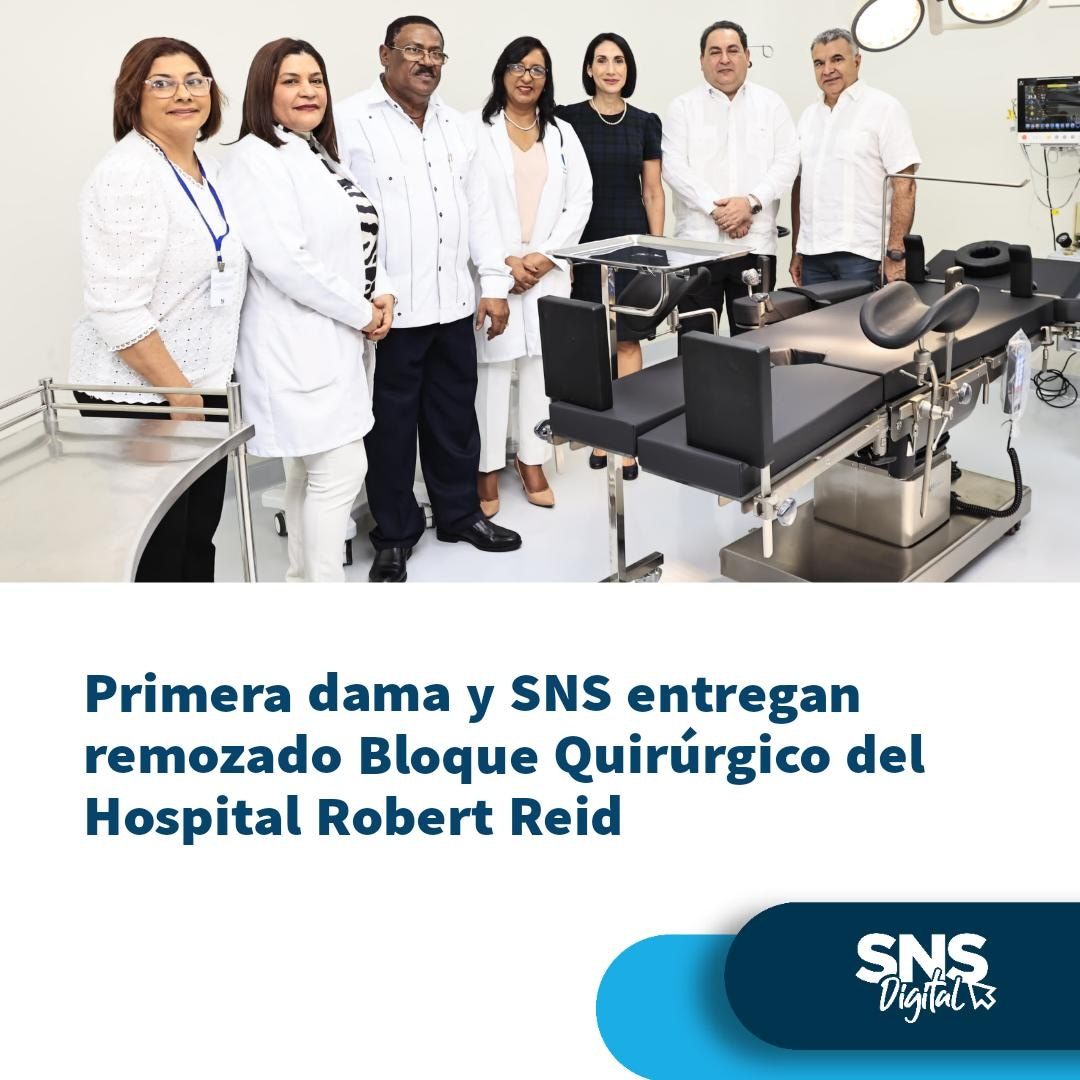 Primera dama y SNS entregan
remozado Bloque Quirúrgico del
Hospital Robert Reid
SNS
Digital